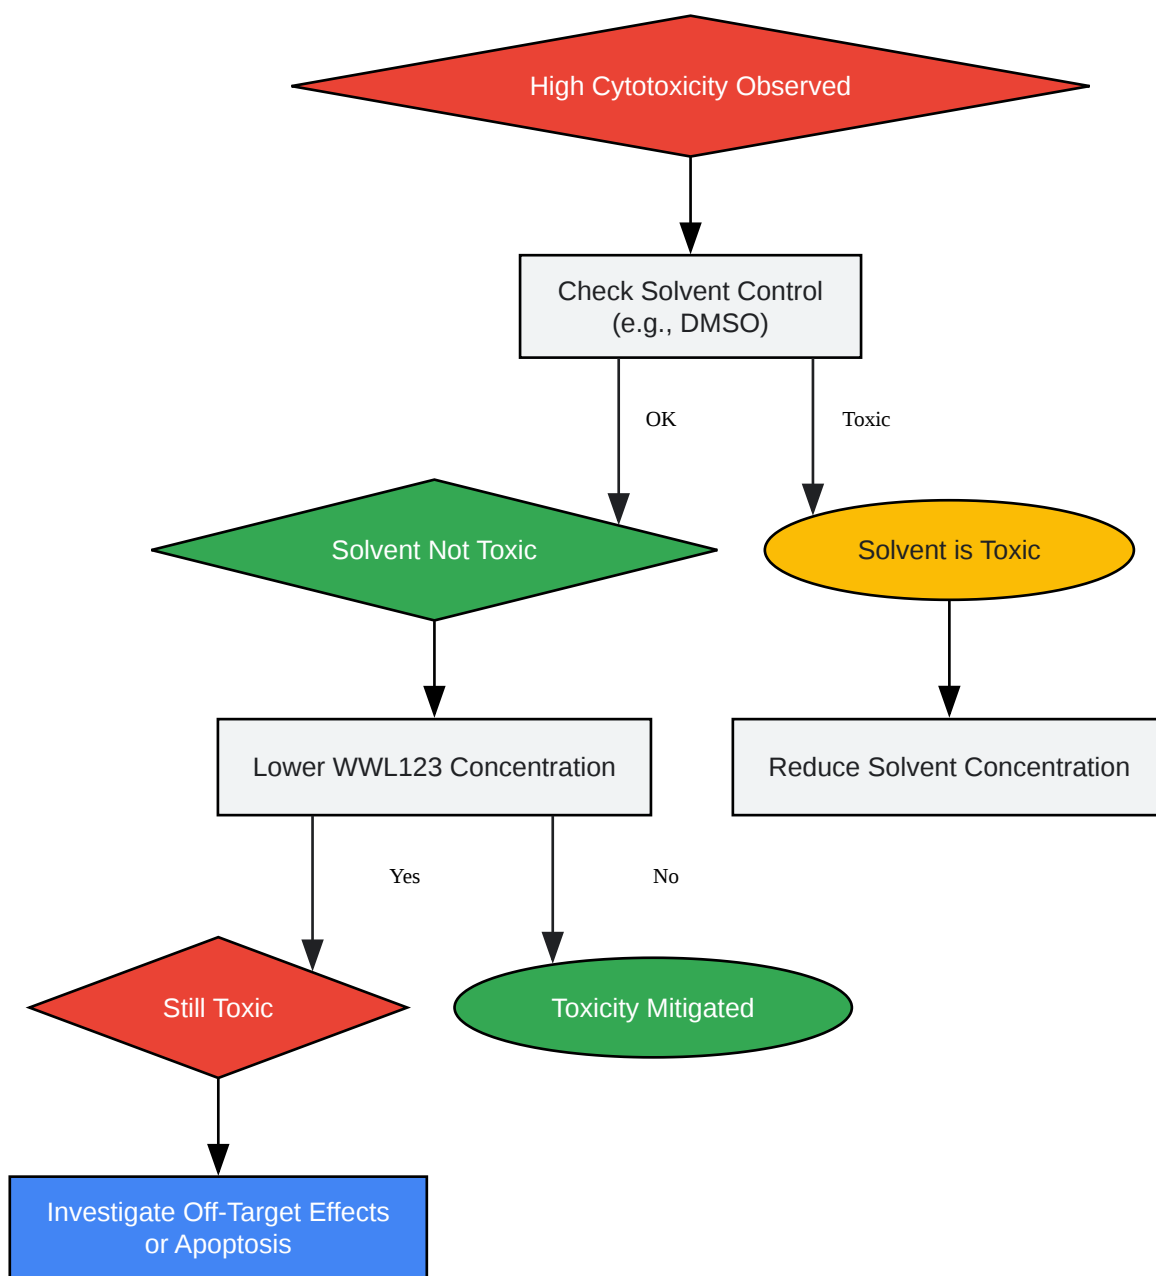 High Cytotoxicity Observed
Check Solvent Control
(e.g., DMSO)
OK
Toxic
Solvent Not Toxic
Solvent is Toxic
Lower WWL123 Concentration
Reduce Solvent Concentration
Yes
No
Still Toxic
Toxicity Mitigated
Investigate Off-Target Effects
or Apoptosis